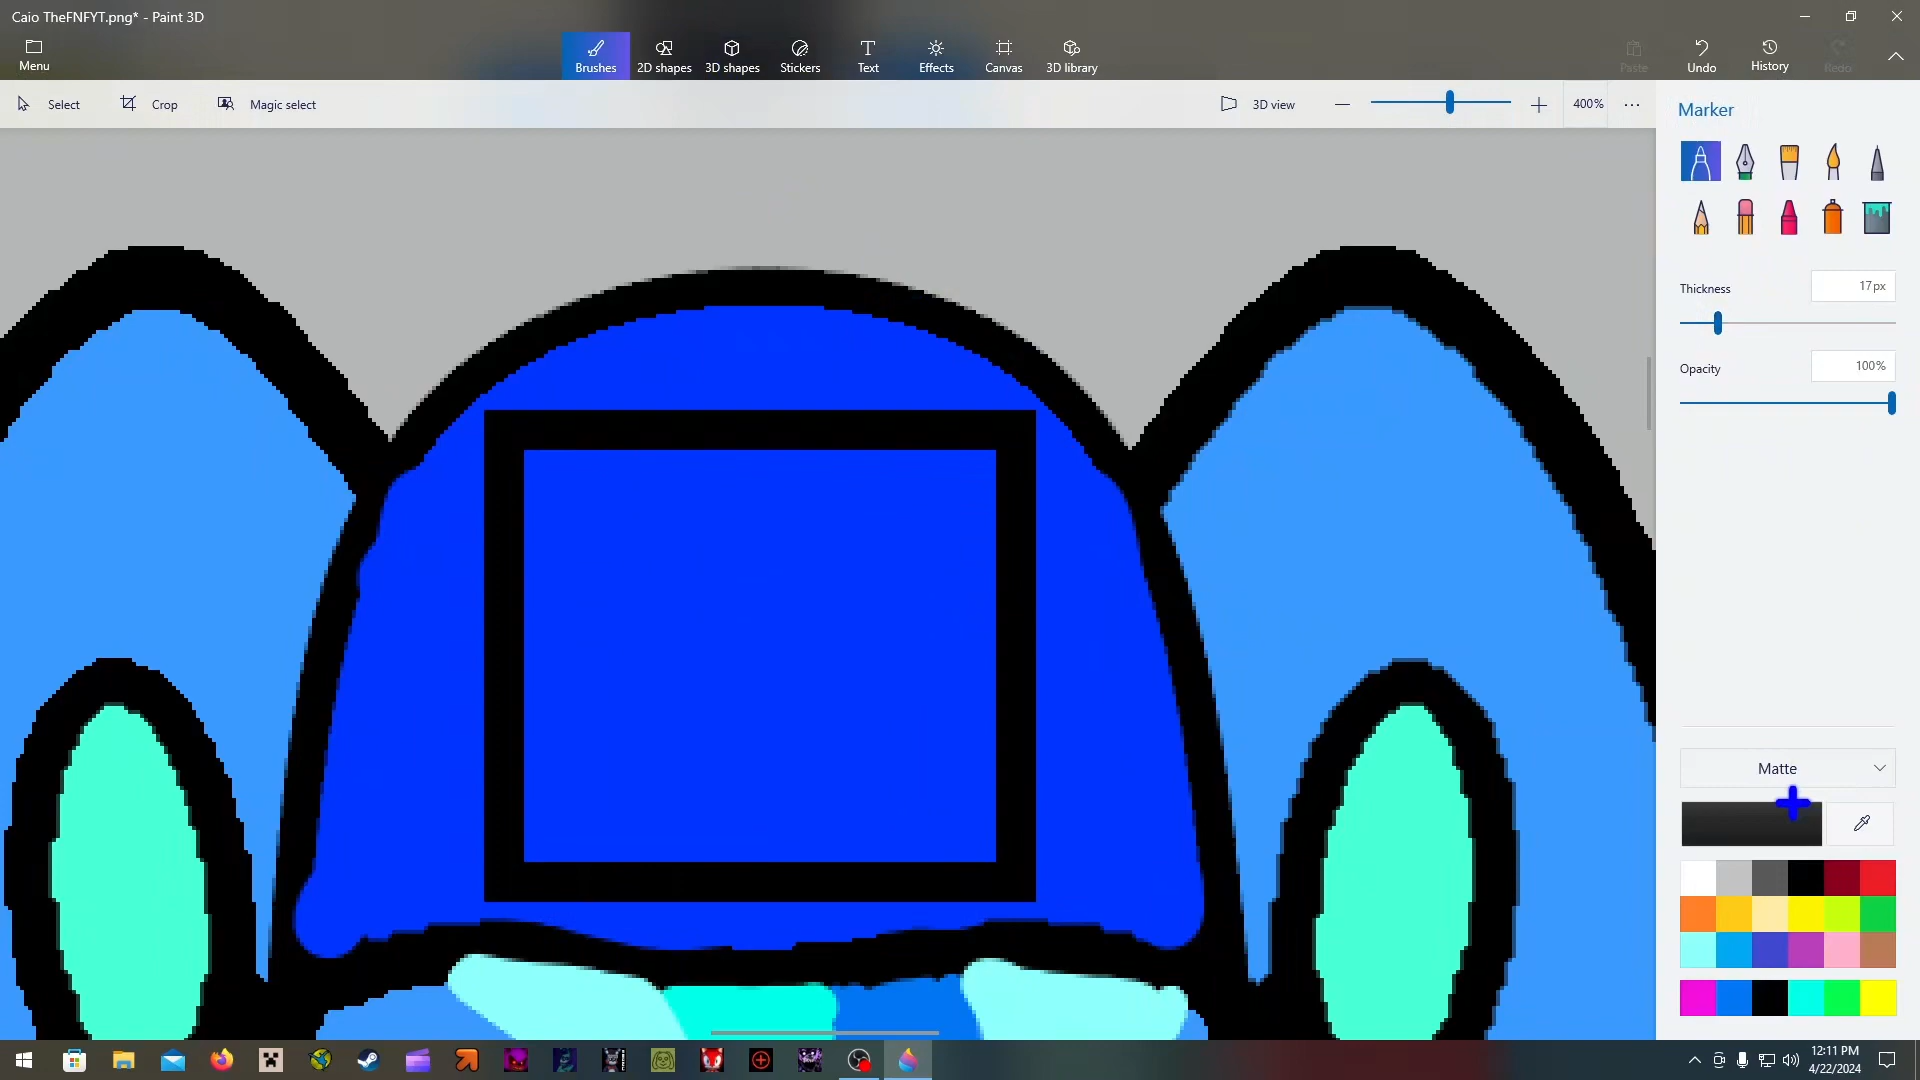 Caio TheFNFYT.png* - Paint 3D
Menu
Brushes
2D shapes
3D shapes
Stickers
Text
Effects
Canvas
3D library
Paste
Undo
History
Redo
Select
Crop
Magic select
3D view
400%
Marker
Thickness
17px
Opacity
100%
Matte
12:11 PM
4/22/2024